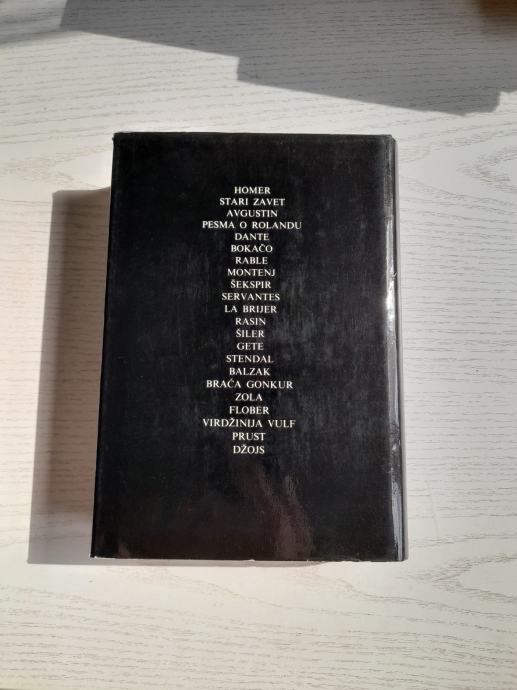 HOMER
STARI ZAVET
AVGUSTIN
PESMA O ROLANDU
DANTE
BOKAČO
RABLE
MONTENJ
ŠEKSPIR
SERVANTES
LA BRIJER
RASIN
ŠILER
GETE
STENDAL
BALZAK
BRAĆA GONKUR
ZOLA
FLOBER
VIRDŽINIJA VULF
PRUST
DŽOJS